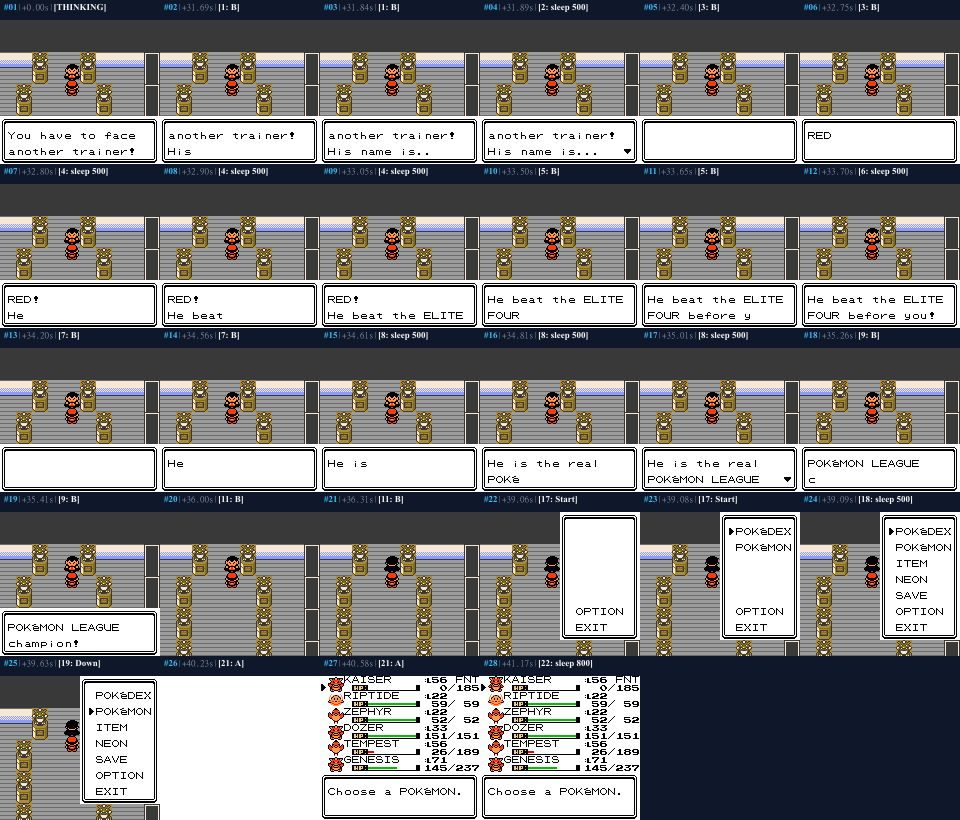 #01|+0.00s|[THINKING]
You have to face
another trainer!
#02|+31.69s|[1: B]
another trainer!
His
#03|+31.84s|[1: B]
another trainer!
His name is..
#04|+31.89s|[2: sleep 500]
another trainer!
His name is...
#05|+32.40s|[3: B]
#06|+32.75s|[3: B]
RED
#07|+32.80s|[4: sleep 500]
RED!
He
#08|+32.90s|[4: sleep 500]
RED!
He beat
#09|+33.05s|[4: sleep 500]
RED!
He beat the ELITE
#10|+33.50s|[5: B]
He beat the ELITE
FOUR
#11|+33.65s|[5: B]
He beat the ELITE
FOUR before y
#12|+33.70s|[6: sleep 500]
He beat the ELITE
FOUR before you!
#13|+34.20s|[7: B]
#14|+34.56s|[7: B]
He
#15|+34.61s|[8: sleep 500]
He is
#16|+34.81s|[8: sleep 500]
He is the real
POKé
#17|+35.01s|[8: sleep 500]
He is the real
POKéMON LEAGUE
#18|+35.26s|[9: B]
POKéMON LEAGUE
c
#19|+35.41s|[9: B]
POKéMON LEAGUE
champion!
#20|+36.00s|[11: B]
#21|+36.31s|[11: B]
#22|+39.06s|[17: Start]
OPTION
EXIT
#23|+39.08s|[17: Start]
POKéDEX
POKéMON
OPTION
EXIT
#24|+39.09s|[18: sleep 500]
POKéDEX
POKéMON
ITEM
NEON
SAVE
OPTION
EXIT
#25|+39.63s|[19: Down]
POKéDEX
POKéMON
ITEM
NEON
SAVE
OPTION
EXIT
#26|+40.23s|[21: A]
#27|+40.58s|[21: A]
KAISER :L56 FNT
HP: 0/185
RIPTIDE :L22
HP: 59/ 59
ZEPHYR :L22
HP: 52/ 52
DOZER :L33
HP: 151/151
TEMPEST :L56
HP: 26/189
GENESIS :L71
HP: 145/237
Choose a POKéMON.
#28|+41.17s|[22: sleep 800]
KAISER :L56 FNT
HP: 0/185
RIPTIDE :L22
HP: 59/ 59
ZEPHYR :L22
HP: 52/ 52
DOZER :L33
HP: 151/151
TEMPEST :L56
HP: 26/189
GENESIS :L71
HP: 145/237
Choose a POKéMON.